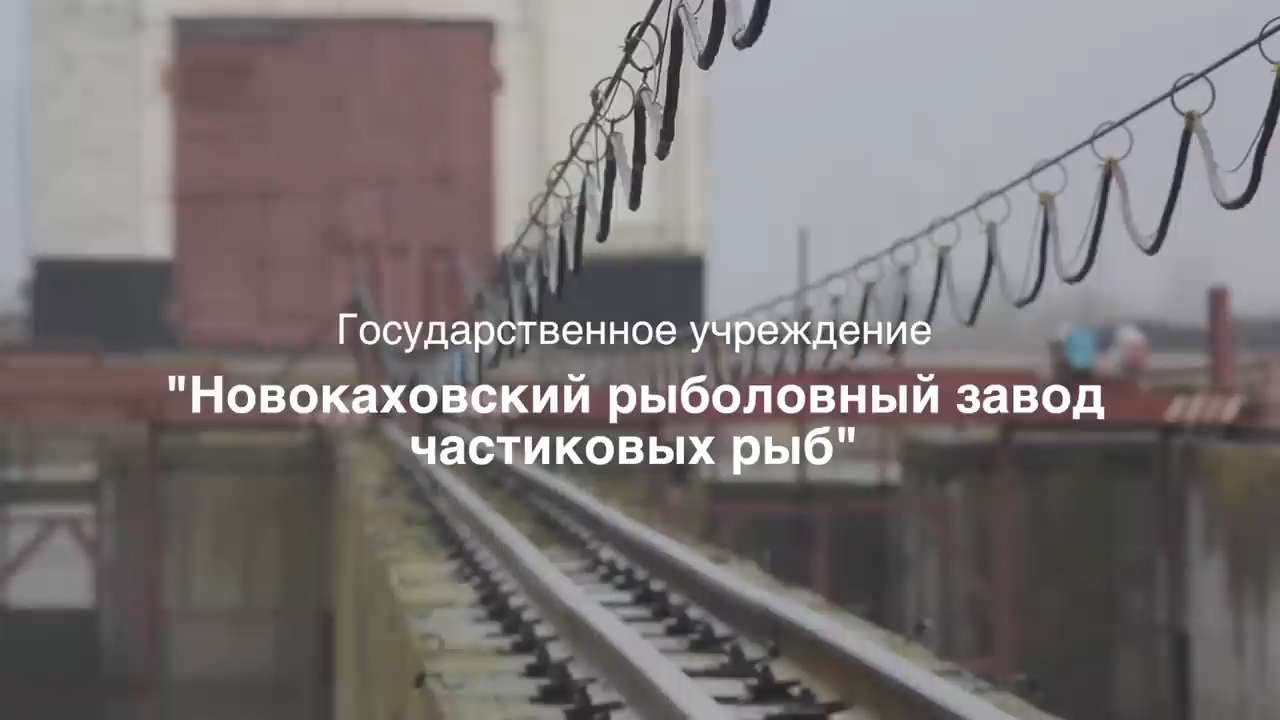 Государственное учреждение
"Новокаховский рыболовный завод
частиковых рыб"